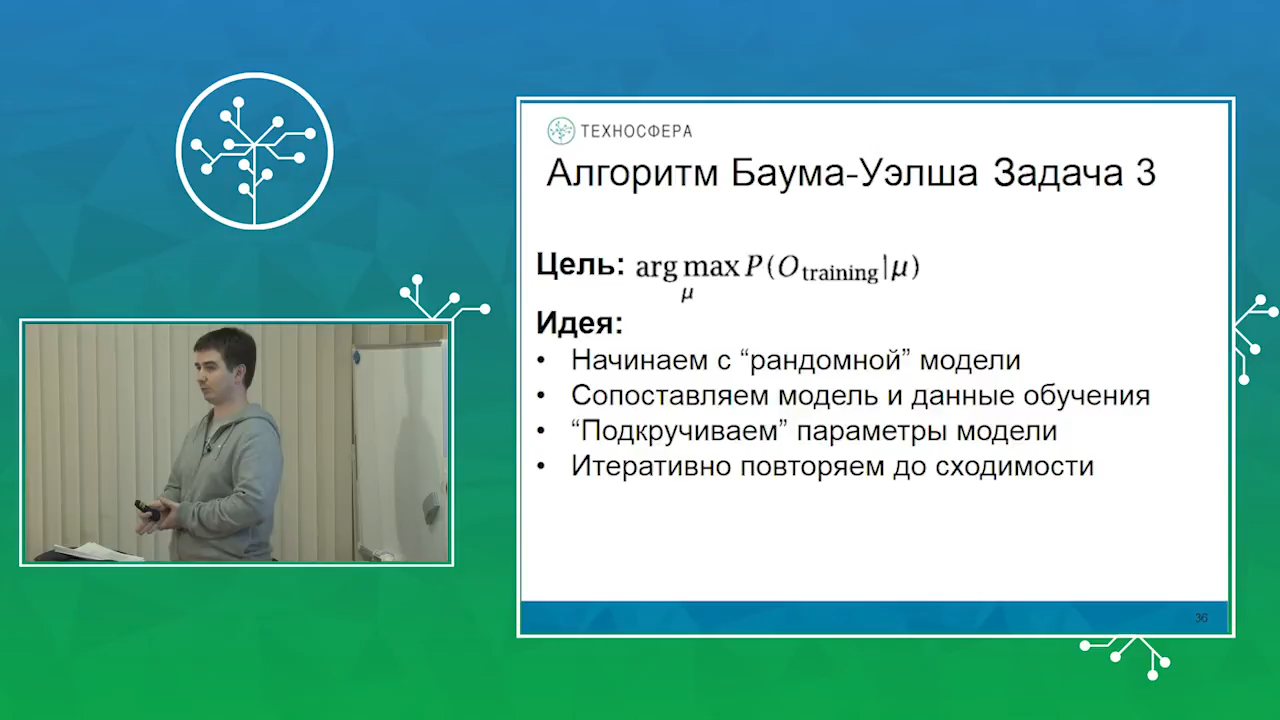 ТЕХНОСФЕРА
Алгоритм Баума-Уэлша Задача 3
Цель: arg max P(O training|μ)
μ
Идея:
• Начинаем с “рандомной” модели
• Сопоставляем модель и данные обучения
• “Подкручиваем” параметры модели
• Итеративно повторяем до сходимости
36